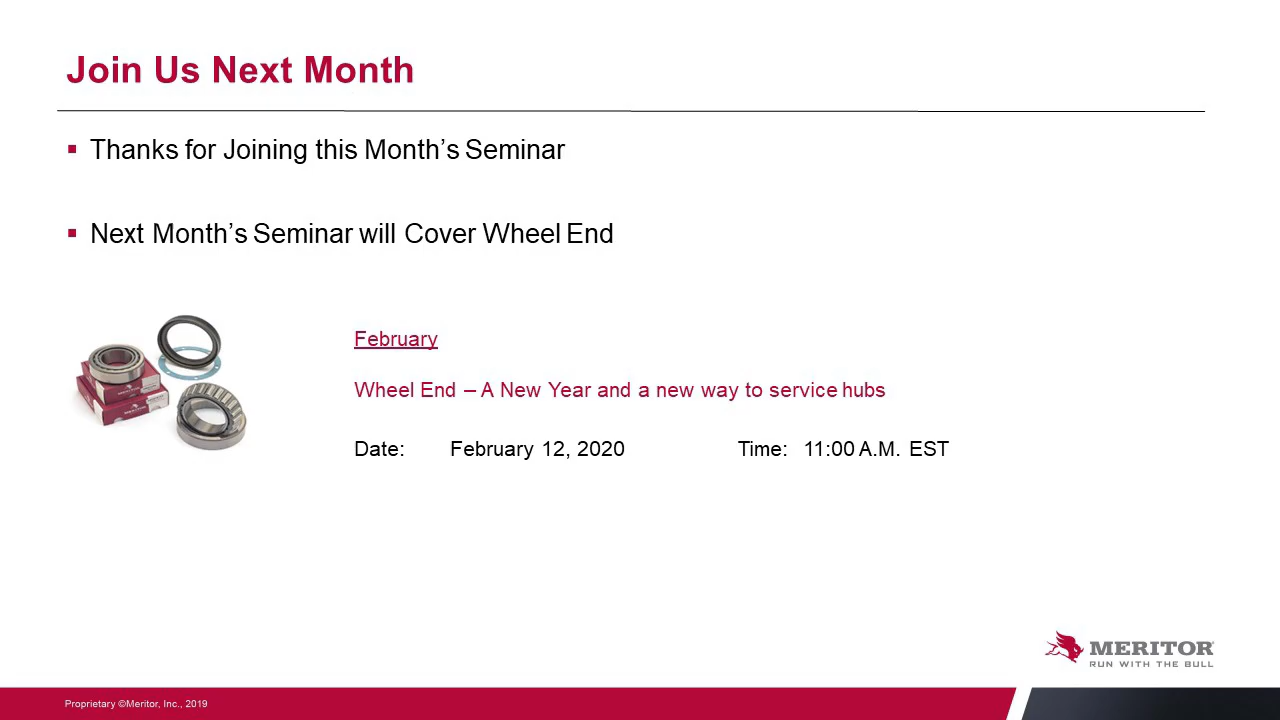 Join Us Next Month
Thanks for Joining this Month’s Seminar
Next Month’s Seminar will Cover Wheel End
February
Wheel End – A New Year and a new way to service hubs
Date: February 12, 2020 Time: 11:00 A.M. EST
MERITOR
RUN WITH THE BULL
Proprietary ©Meritor, Inc., 2019